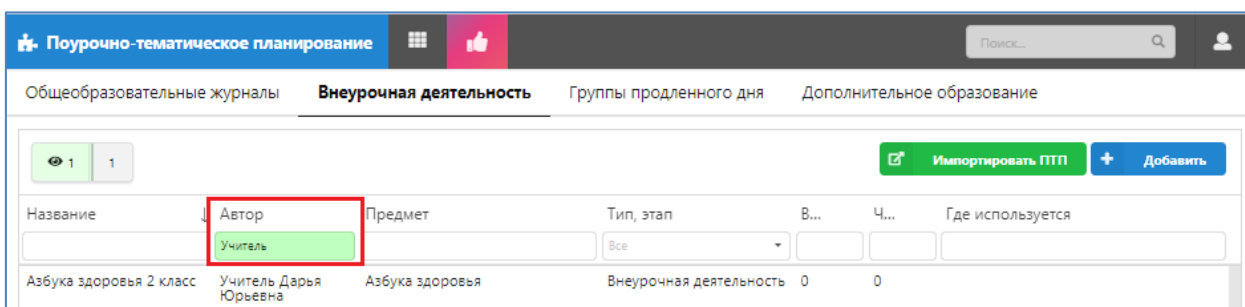 Поурочно-тематическое планирование
Поиск...
Общеобразовательные журналы Внеурочная деятельность Группы продленного дня Дополнительное образование
1 1 Импортировать ПТП Добавить
Название Автор Предмет Тип, этап В... Ч... Где используется
Учитель Все
Азбука здоровья 2 класс Учитель Дарья Юрьевна Азбука здоровья Внеурочная деятельность 0 0